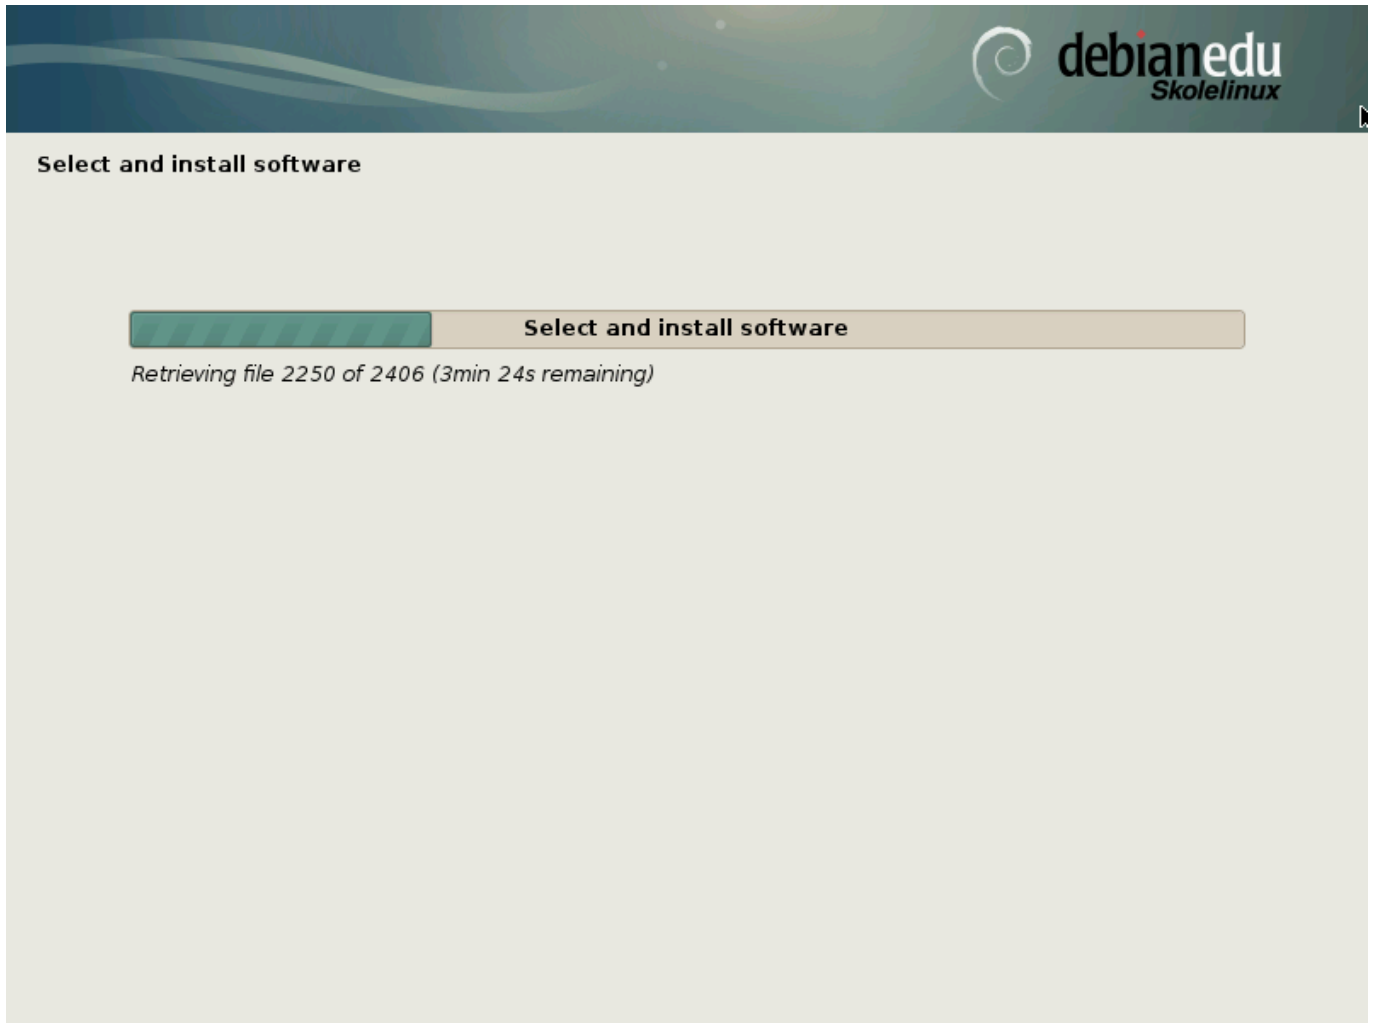 debianedu
Skolelinux
Select and install software
Select and install software
Retrieving file 2250 of 2406 (3min 24s remaining)